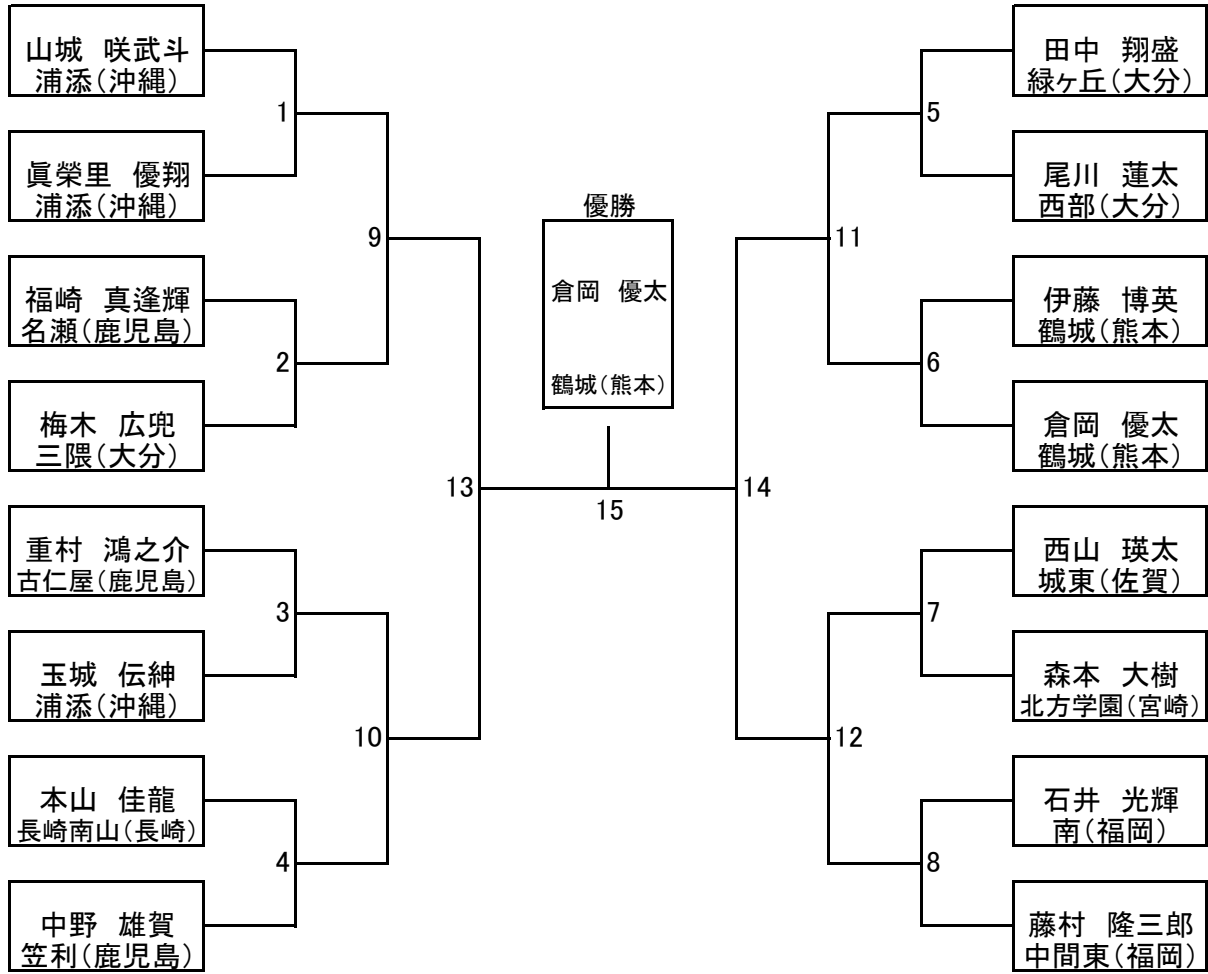 山城 咲武斗
浦添(沖縄)
眞榮里 優翔
浦添(沖縄)
福崎 真逢輝
名瀬(鹿児島)
梅木 広兜
三隈(大分)
重村 鴻之介
古仁屋(鹿児島)
玉城 伝紳
浦添(沖縄)
本山 佳龍
長崎南山(長崎)
中野 雄賀
笠利(鹿児島)
1
2
3
4
9
10
13
優勝
倉岡 優太
鶴城(熊本)
15
14
11
12
5
6
7
8
田中 翔盛
緑ヶ丘(大分)
尾川 蓮太
西部(大分)
伊藤 博英
鶴城(熊本)
倉岡 優太
鶴城(熊本)
西山 瑛太
城東(佐賀)
森本 大樹
北方学園(宮崎)
石井 光輝
南(福岡)
藤村 隆三郎
中間東(福岡)